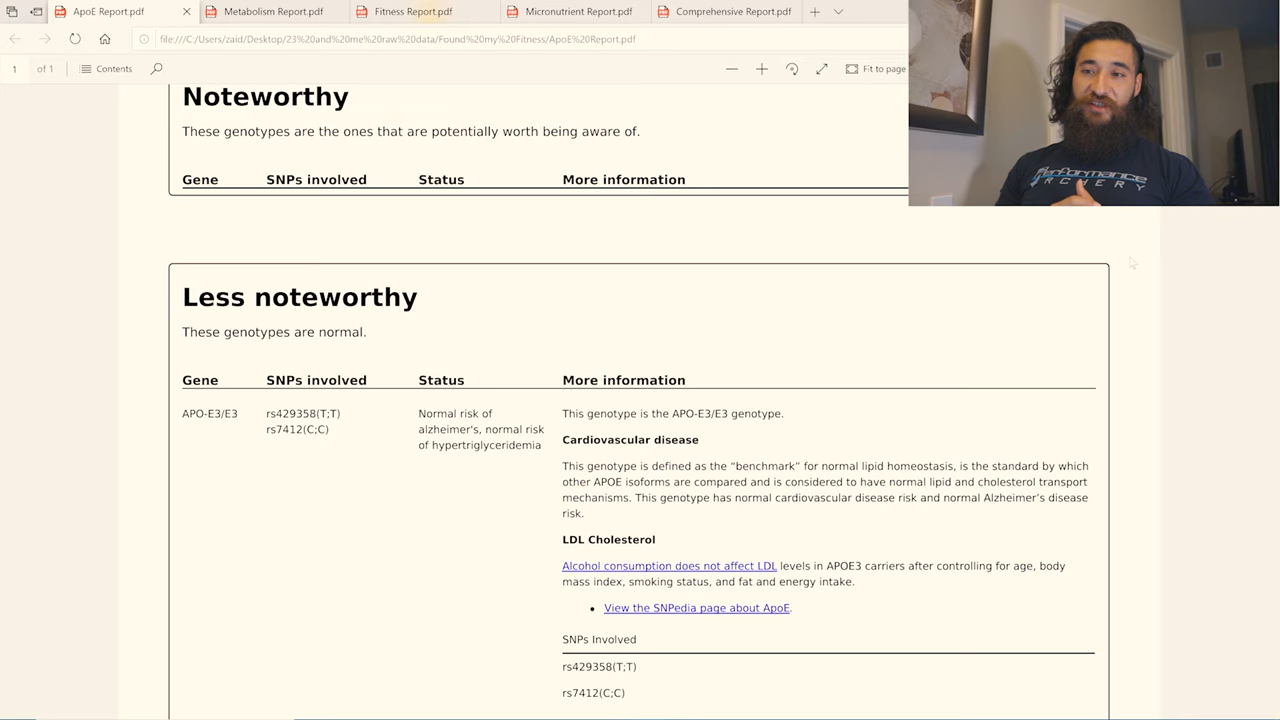 ApoE Report.pdf
Metabolism Report.pdf
Fitness Report.pdf
Micronutrient Report.pdf
Comprehensive Report.pdf
file:///C:/Users/zaid/Desktop/23%20and%20me%20raw%20data/Found%20my%20Fitness/ApoE%20Report.pdf
1 of 1
Contents
Fit to page
Performance
ARCHERY
Noteworthy
These genotypes are the ones that are potentially worth being aware of.
Gene SNPs involved Status More information
Less noteworthy
These genotypes are normal.
Gene SNPs involved Status More information
APO-E3/E3
rs429358(T;T)
rs7412(C;C)
Normal risk of
alzheimer's, normal risk
of hypertriglyceridemia
This genotype is the APO-E3/E3 genotype.
Cardiovascular disease
This genotype is defined as the “benchmark” for normal lipid homeostasis, is the standard by which
other APOE isoforms are compared and is considered to have normal lipid and cholesterol transport
mechanisms. This genotype has normal cardiovascular disease risk and normal Alzheimer’s disease
risk.
LDL Cholesterol
Alcohol consumption does not affect LDL levels in APOE3 carriers after controlling for age, body
mass index, smoking status, and fat and energy intake.
• View the SNPedia page about ApoE.
SNPs Involved
rs429358(T;T)
rs7412(C;C)